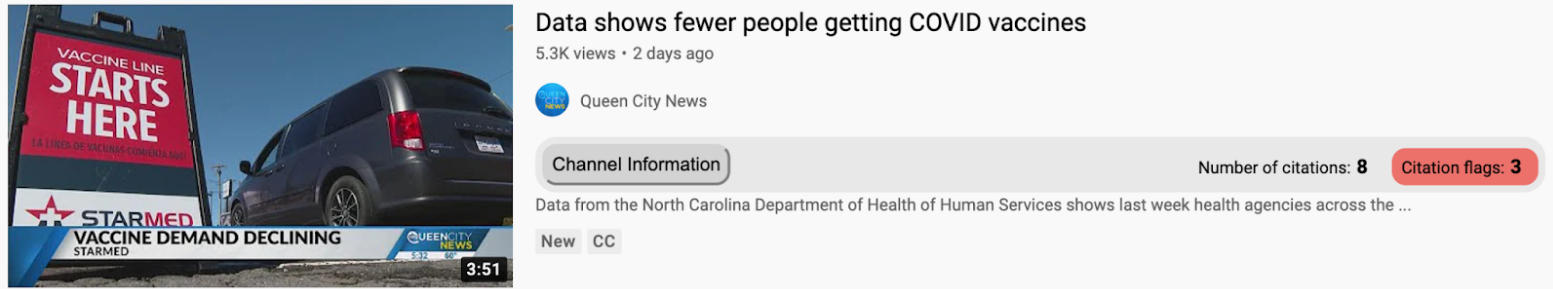 VACCINE LINE
STARTS
HERE
LA LÍNEA DE VACUNAS COMIENZA AQUÍ
STARMED
VACCINE DEMAND DECLINING
STARMED
QUEEN CITY
NEWS
5:32 60°
3:51
Data shows fewer people getting COVID vaccines
5.3K views • 2 days ago
QUEEN
CITY
NEWS
Queen City News
Channel Information
Number of citations: 8
Citation flags: 3
Data from the North Carolina Department of Health of Human Services shows last week health agencies across the ...
New
CC